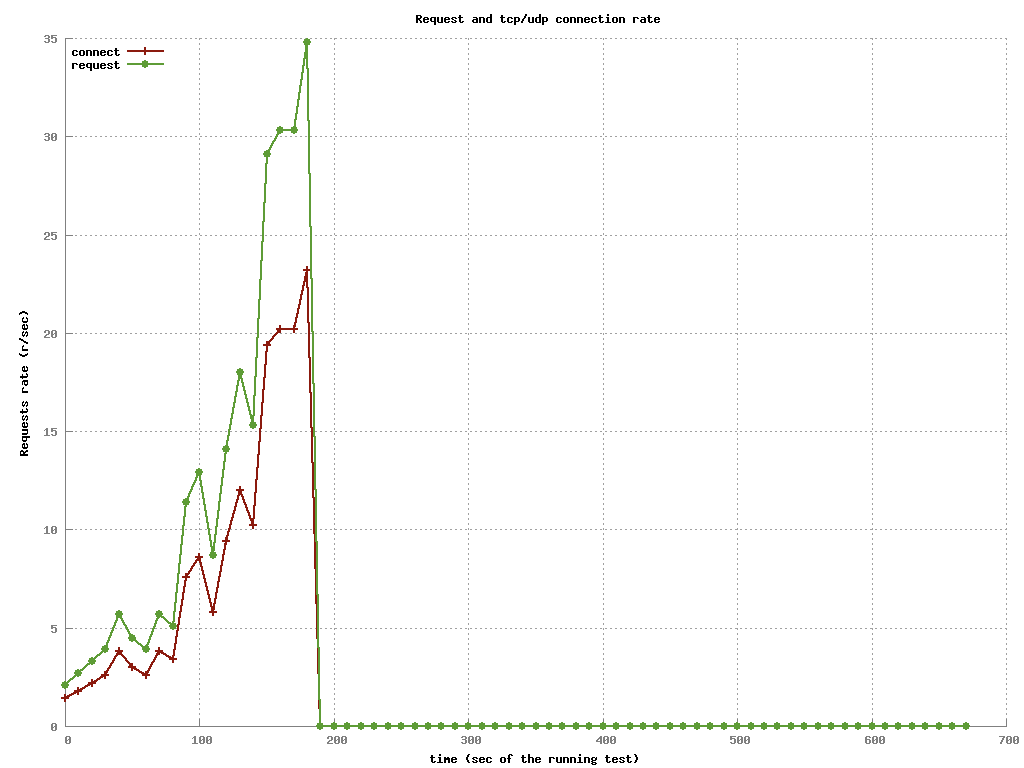 Request and tcp/udp connection rate
connect
request
35
30
25
20
15
10
5
0
Requests rate (r/sec)
0 100 200 300 400 500 600 700
time (sec of the running test)